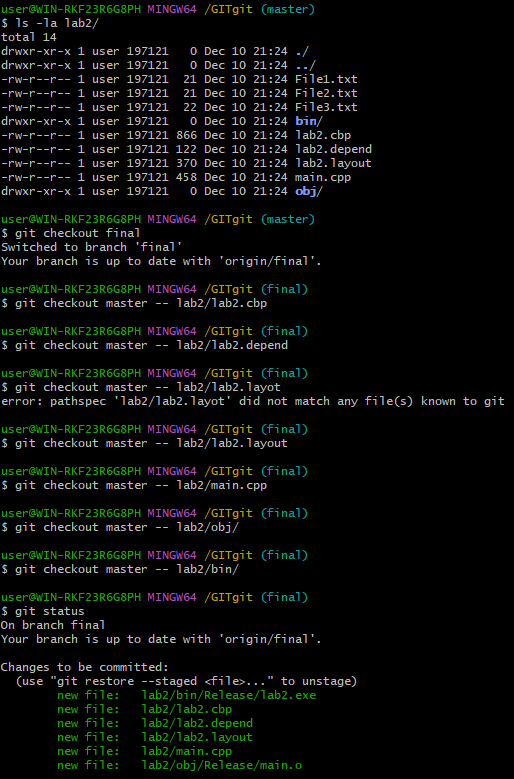 user@WIN-RKF23R6G8PH MINGW64 /GITgit (master)
$ ls -la lab2/
total 14
drwxr-xr-x 1 user 197121   0 Dec 10 21:24 ./
drwxr-xr-x 1 user 197121   0 Dec 10 21:24 ../
-rw-r--r-- 1 user 197121  21 Dec 10 21:24 File1.txt
-rw-r--r-- 1 user 197121  21 Dec 10 21:24 File2.txt
-rw-r--r-- 1 user 197121  22 Dec 10 21:24 File3.txt
drwxr-xr-x 1 user 197121   0 Dec 10 21:24 bin/
-rw-r--r-- 1 user 197121 866 Dec 10 21:24 lab2.cbp
-rw-r--r-- 1 user 197121 122 Dec 10 21:24 lab2.depend
-rw-r--r-- 1 user 197121 370 Dec 10 21:24 lab2.layout
-rw-r--r-- 1 user 197121 458 Dec 10 21:24 main.cpp
drwxr-xr-x 1 user 197121   0 Dec 10 21:24 obj/
user@WIN-RKF23R6G8PH MINGW64 /GITgit (master)
$ git checkout final
Switched to branch 'final'
Your branch is up to date with 'origin/final'.
user@WIN-RKF23R6G8PH MINGW64 /GITgit (final)
$ git checkout master -- lab2/lab2.cbp
user@WIN-RKF23R6G8PH MINGW64 /GITgit (final)
$ git checkout master -- lab2/lab2.depend
user@WIN-RKF23R6G8PH MINGW64 /GITgit (final)
$ git checkout master -- lab2/lab2.layot
error: pathspec 'lab2/lab2.layot' did not match any file(s) known to git
user@WIN-RKF23R6G8PH MINGW64 /GITgit (final)
$ git checkout master -- lab2/lab2.layout
user@WIN-RKF23R6G8PH MINGW64 /GITgit (final)
$ git checkout master -- lab2/main.cpp
user@WIN-RKF23R6G8PH MINGW64 /GITgit (final)
$ git checkout master -- lab2/obj/
user@WIN-RKF23R6G8PH MINGW64 /GITgit (final)
$ git checkout master -- lab2/bin/
user@WIN-RKF23R6G8PH MINGW64 /GITgit (final)
$ git status
On branch final
Your branch is up to date with 'origin/final'.
Changes to be committed:
  (use "git restore --staged <file>..." to unstage)
        new file:   lab2/bin/Release/lab2.exe
        new file:   lab2/lab2.cbp
        new file:   lab2/lab2.depend
        new file:   lab2/lab2.layout
        new file:   lab2/main.cpp
        new file:   lab2/obj/Release/main.o